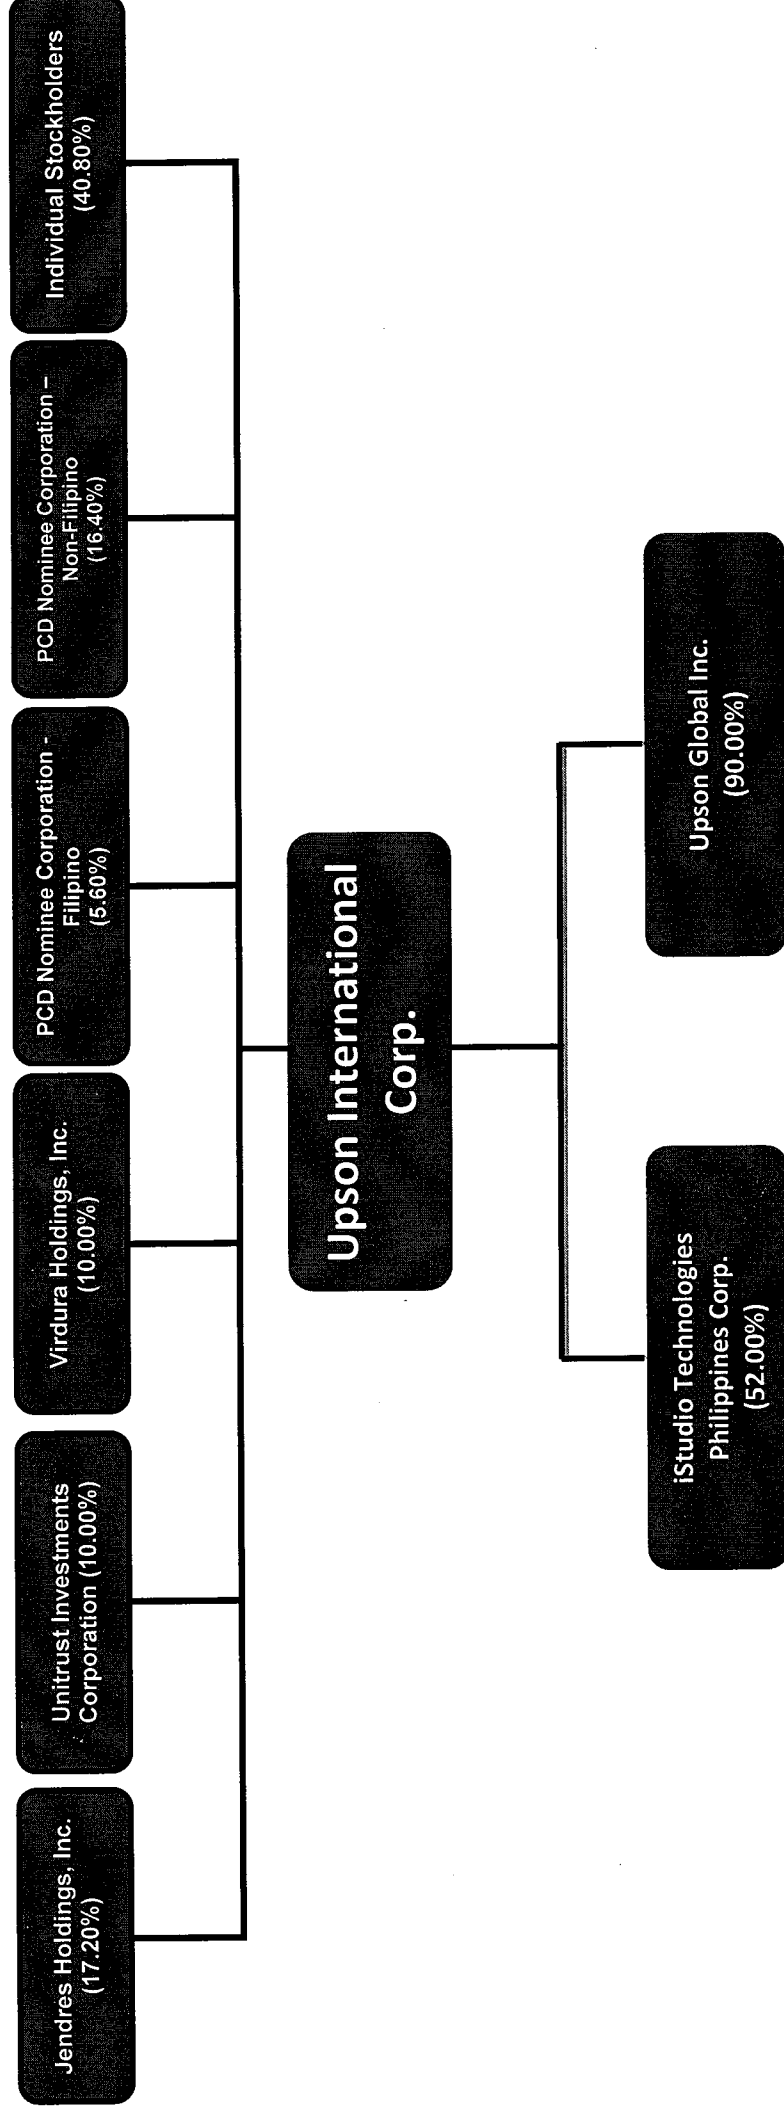 Jendres Holdings, Inc.
(17.20%)
Unitrust Investments
Corporation (10.00%)
Virdura Holdings, Inc.
(10.00%)
PCD Nominee Corporation -
Filipino
(5.60%)
PCD Nominee Corporation –
Non-Filipino
(16.40%)
Individual Stockholders
(40.80%)
Upson International
Corp.
iStudio Technologies
Philippines Corp.
(52.00%)
Upson Global Inc.
(90.00%)